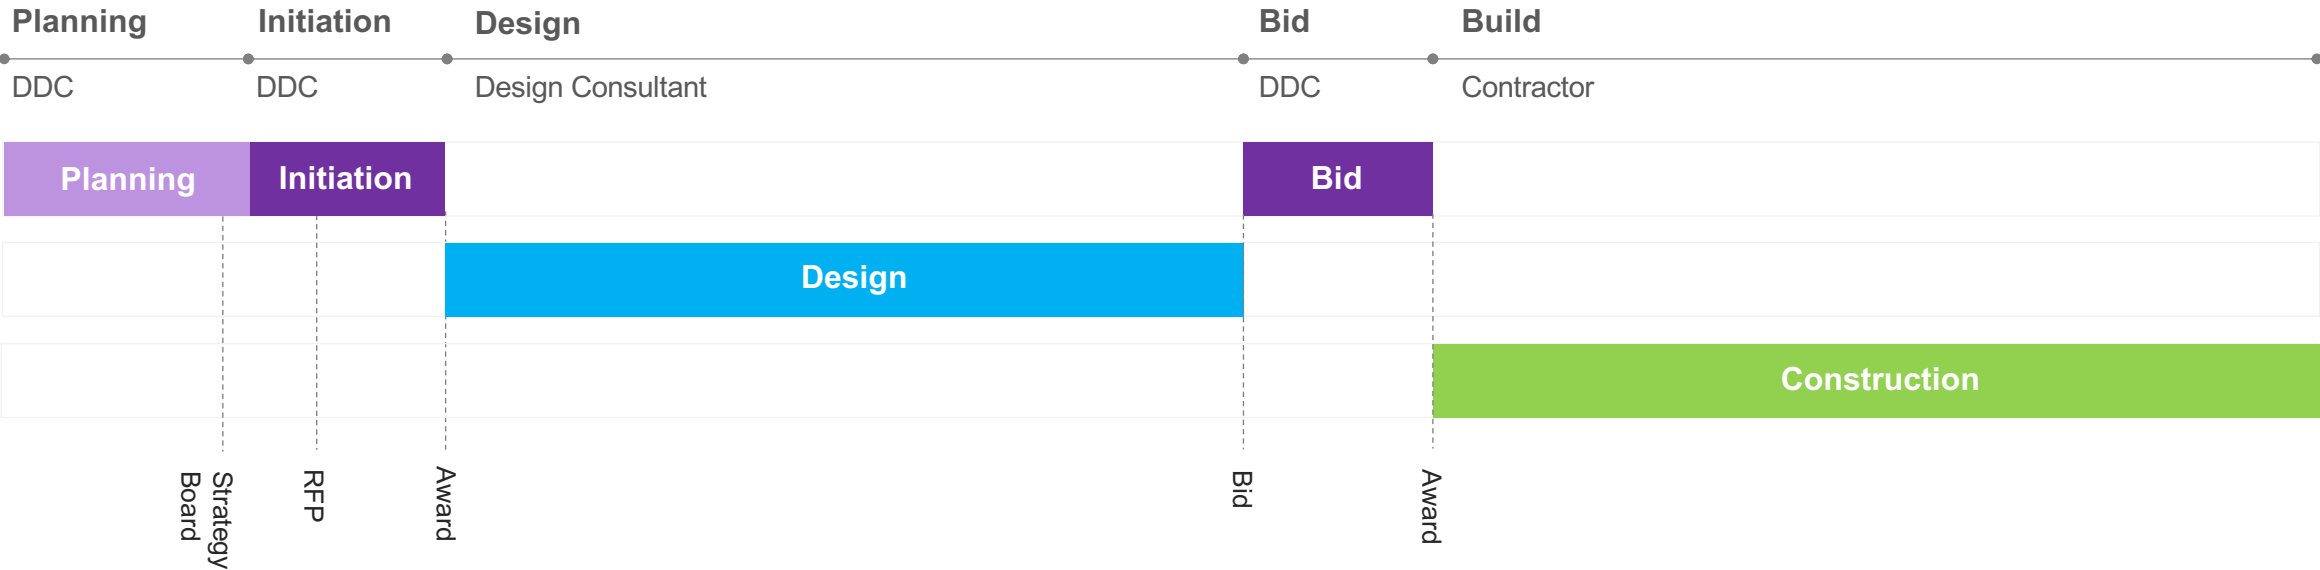 Planning
Initiation
Design
Bid
Build
DDC
DDC
Design Consultant
DDC
Contractor
Planning
Initiation
Bid
Design
Construction
Strategy
Board
RFP
Award
Bid
Award